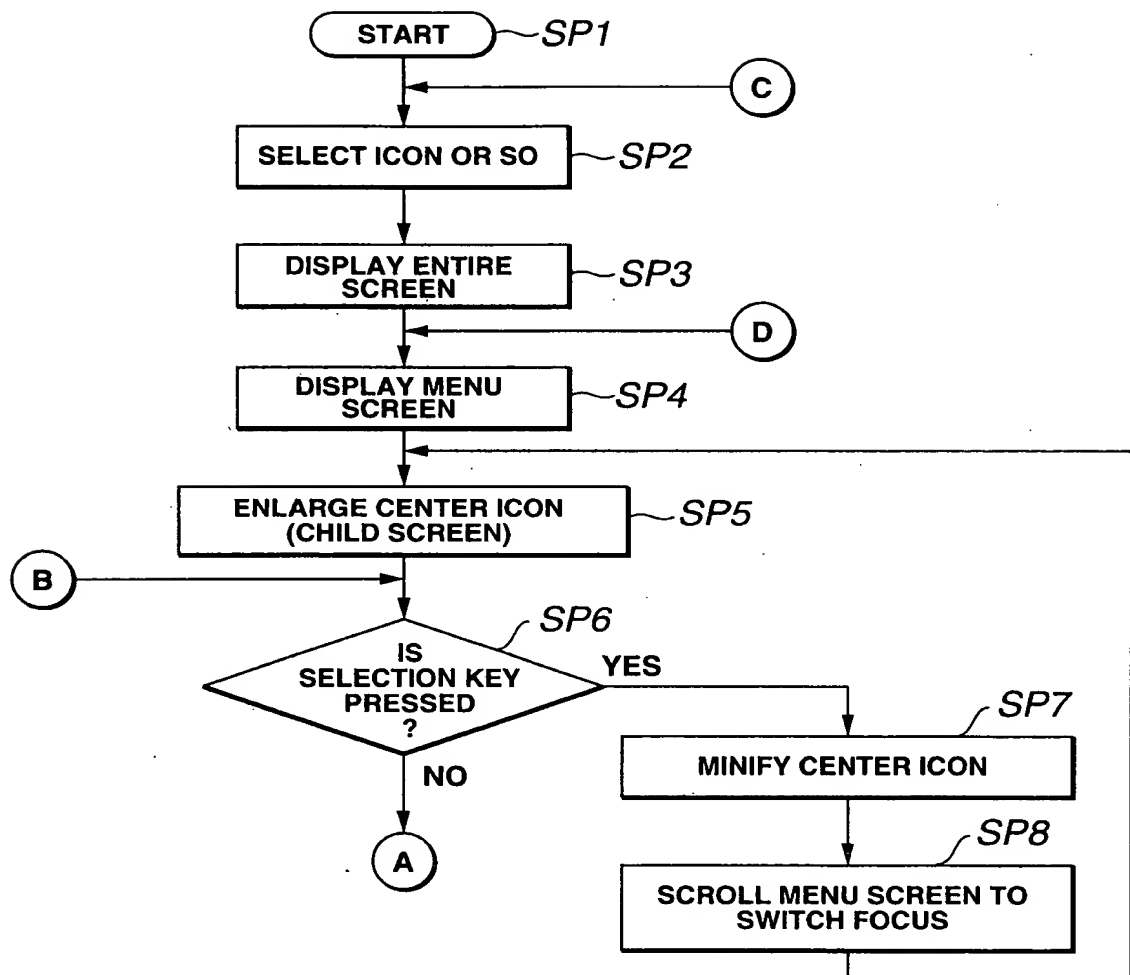 START
SP1
C
SELECT ICON OR SO
SP2
DISPLAY ENTIRE
SCREEN
SP3
D
DISPLAY MENU
SCREEN
SP4
ENLARGE CENTER ICON
(CHILD SCREEN)
SP5
B
SP6
IS
SELECTION KEY
PRESSED
?
YES
NO
A
SP7
MINIFY CENTER ICON
SP8
SCROLL MENU SCREEN TO
SWITCH FOCUS